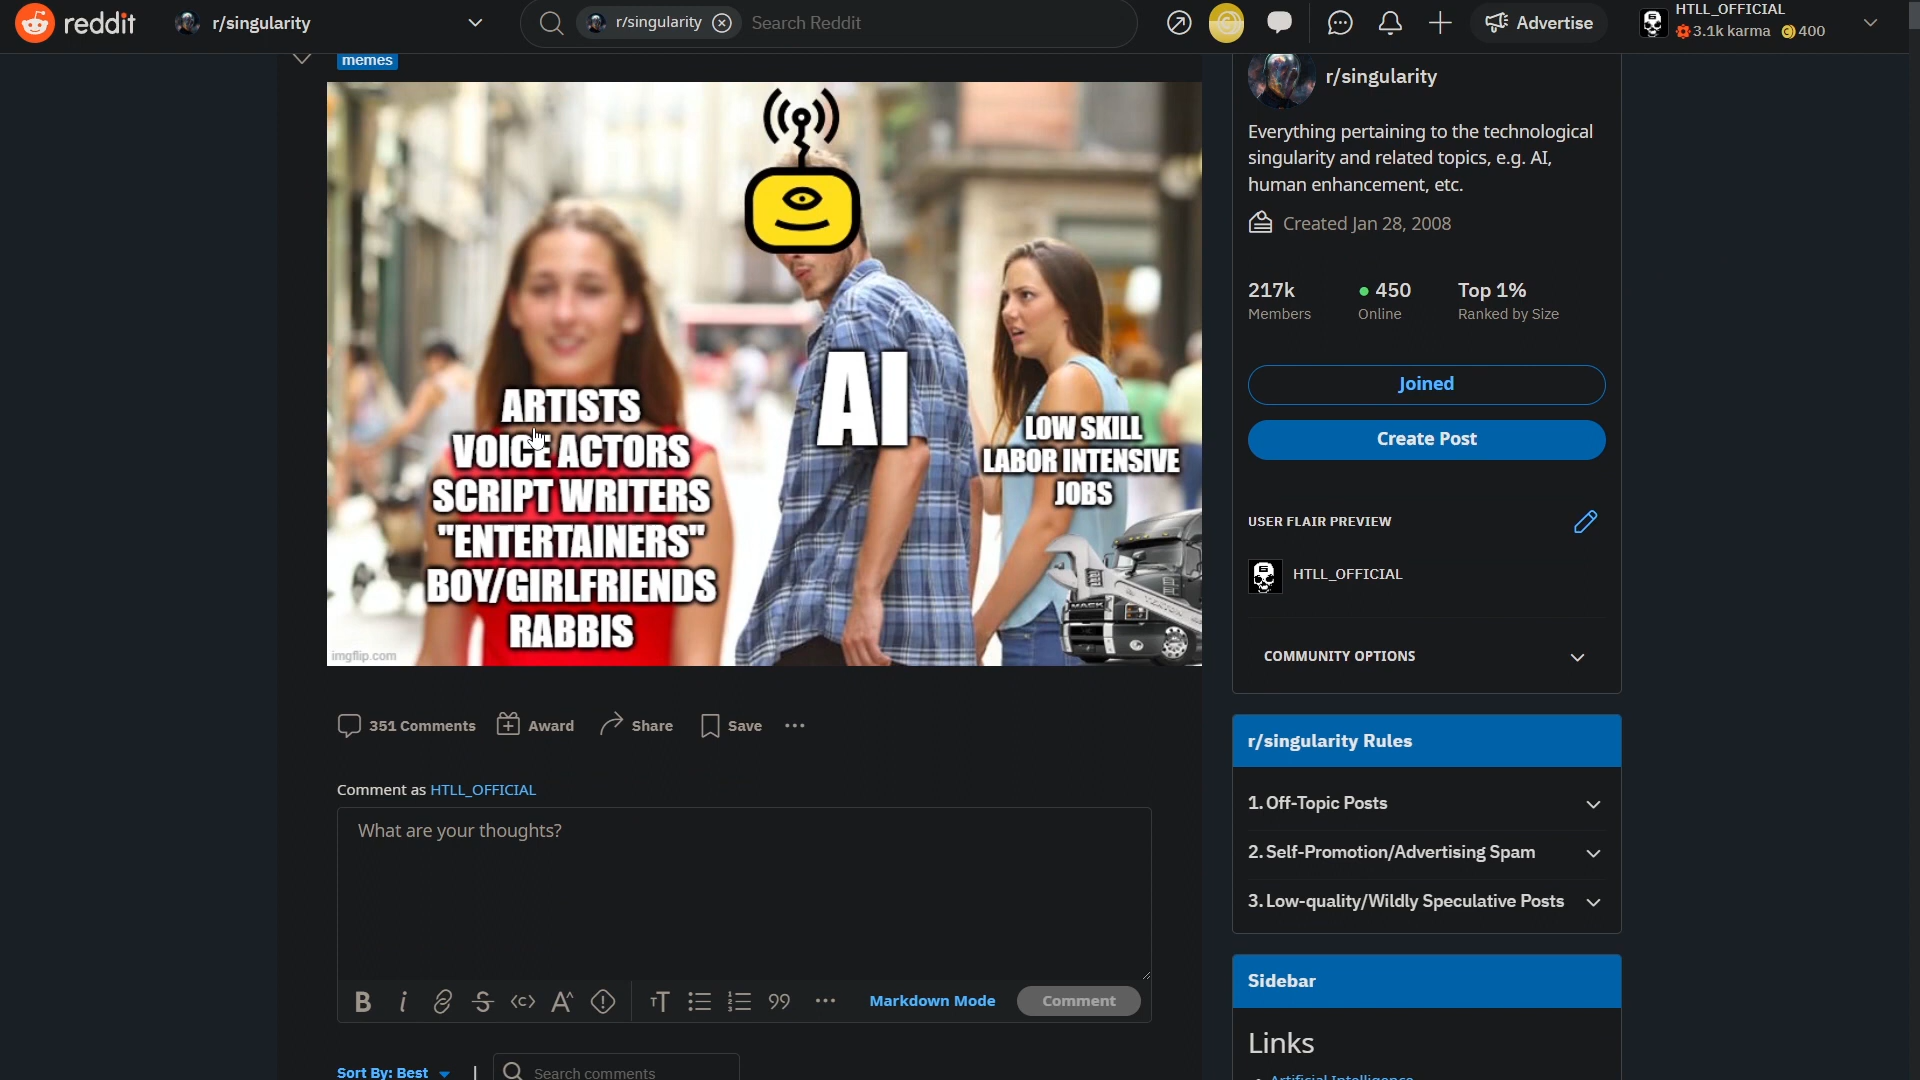 reddit
r/singularity
r/singularity
Search Reddit
Advertise
HTLL_OFFICIAL
3.1k karma
400
memes
ARTISTS
VOICE ACTORS
SCRIPT WRITERS
"ENTERTAINERS"
BOY/GIRLFRIENDS
RABBIS
AI
LOW SKILL
LABOR INTENSIVE
JOBS
MACK
imgflip.com
351 Comments
Award
Share
Save
Comment as HTLL_OFFICIAL
What are your thoughts?
Markdown Mode
Comment
Sort By: Best
Search comments
r/singularity
Everything pertaining to the technological
singularity and related topics, e.g. AI,
human enhancement, etc.
Created Jan 28, 2008
217k
Members
450
Online
Top 1%
Ranked by Size
Joined
Create Post
USER FLAIR PREVIEW
HTLL_OFFICIAL
COMMUNITY OPTIONS
r/singularity Rules
1. Off-Topic Posts
2. Self-Promotion/Advertising Spam
3. Low-quality/Wildly Speculative Posts
Sidebar
Links
Artificial Intelligence